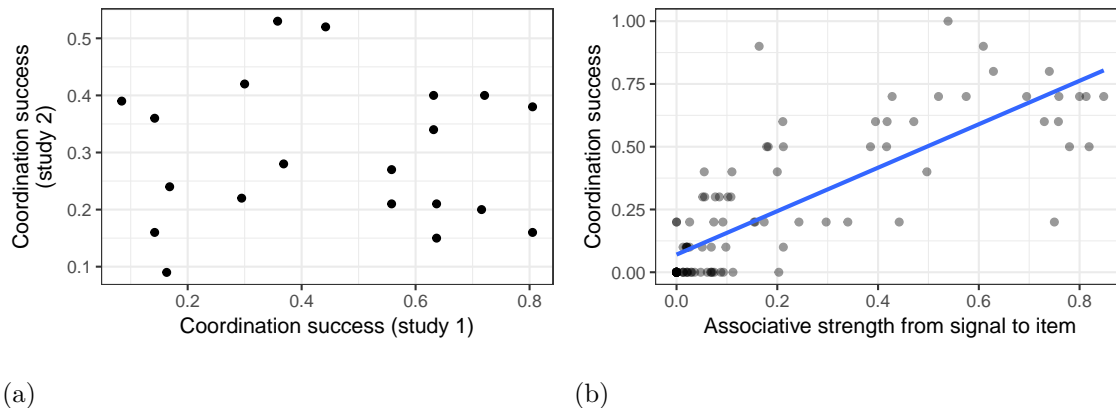 Coordination success
(study 2)
0.5
0.4
0.3
0.2
0.1
0.2
0.4
0.6
0.8
Coordination success (study 1)
(a)
Coordination success
1.00
0.75
0.50
0.25
0.00
0.0
0.2
0.4
0.6
0.8
Associative strength from signal to item
(b)